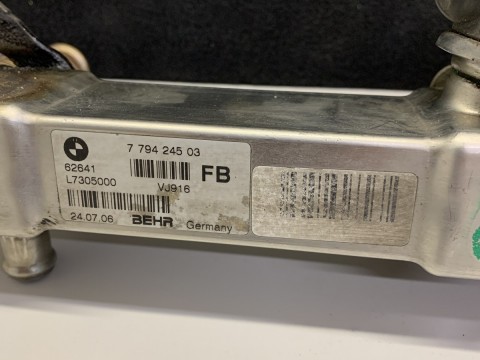 7 794 245 03
62641
FB
L7305000 VJ916
24.07.06 BEHR Germany